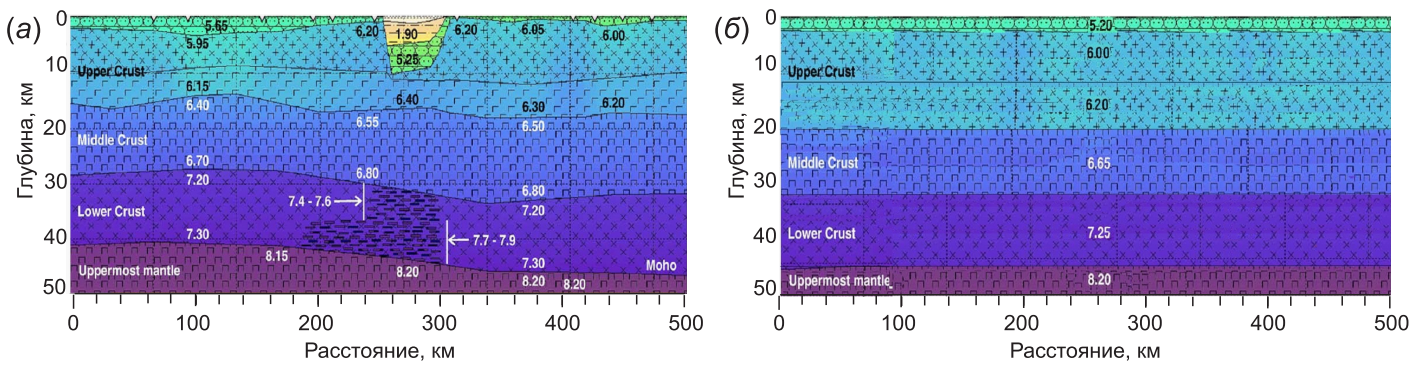 (а)
Глубина, км
0
10
20
30
40
50
5.65
5.95
6.20
1.90
5.25
6.20
6.05
6.00
Upper Crust
6.15
6.40
6.40
6.55
6.30
6.50
6.20
Middle Crust
6.70
7.20
6.80
6.80
7.20
7.4 - 7.6
Lower Crust
7.30
7.7 - 7.9
8.15
8.20
7.30
8.20
8.20
Moho
Uppermost mantle
0 100 200 300 400 500
Расстояние, км
(б)
Глубина, км
0
10
20
30
40
50
5.20
6.00
Upper Crust
6.20
Middle Crust
6.65
Lower Crust
7.25
Uppermost mantle
8.20
0 100 200 300 400 500
Расстояние, км